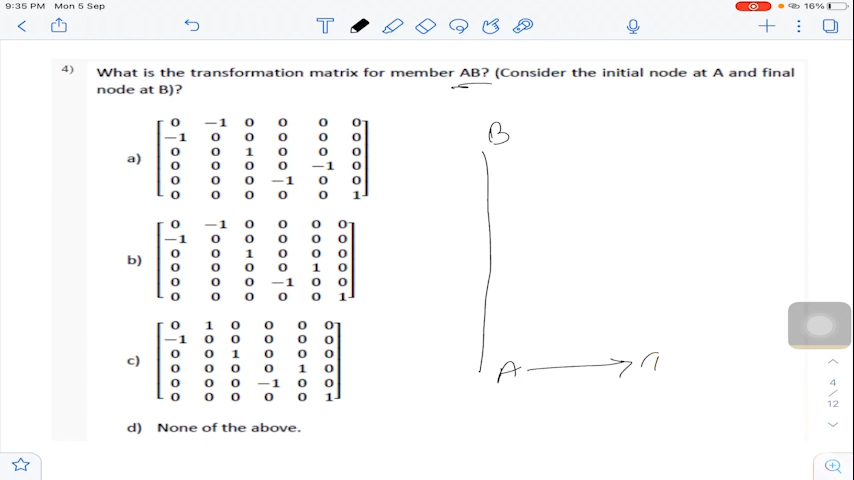 9:35 PM Mon 5 Sep
16%
4) What is the transformation matrix for member AB? (Consider the initial node at A and final
node at B)?
a)
0 −1 0 0 0 0
−1 0 0 0 0 0
0 0 1 0 0 0
0 0 0 0 −1 0
0 0 0 −1 0 0
0 0 0 0 0 1
b)
0 −1 0 0 0 0
−1 0 0 0 0 0
0 0 1 0 0 0
0 0 0 0 1 0
0 0 0 −1 0 0
0 0 0 0 0 1
c)
0 1 0 0 0 0
−1 0 0 0 0 0
0 0 1 0 0 0
0 0 0 0 1 0
0 0 0 −1 0 0
0 0 0 0 0 1
d) None of the above.
B
A
4
/
12